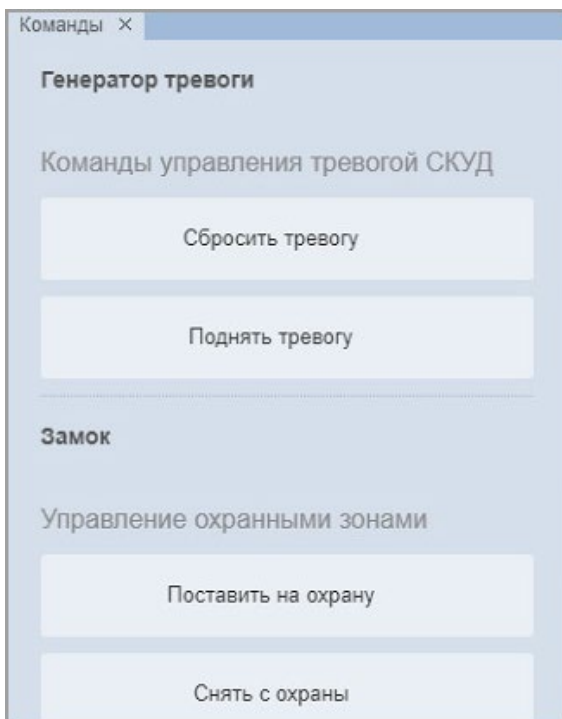 Команды ×
Генератор тревоги
Команды управления тревогой СКУД
Сбросить тревогу
Поднять тревогу
Замок
Управление охранными зонами
Поставить на охрану
Снять с охраны